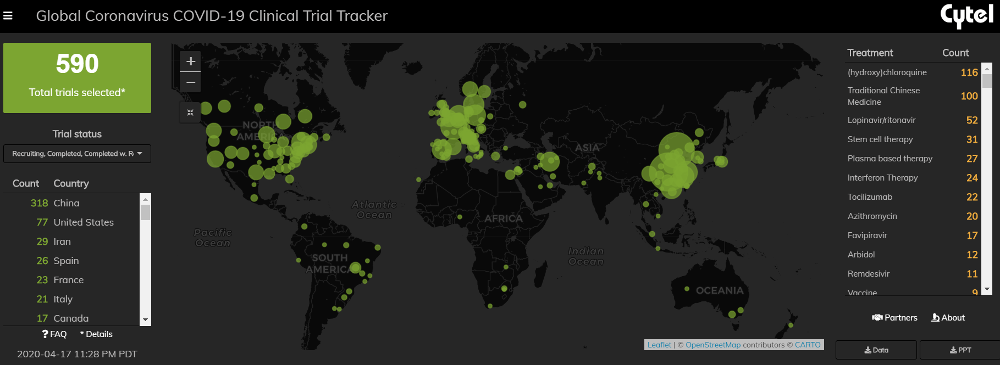 Global Coronavirus COVID-19 Clinical Trial Tracker
Cytel
590
Total trials selected*
Trial status
Recruiting, Completed, Completed w. R
Count Country
318 China
77 United States
29 Iran
26 Spain
23 France
21 Italy
17 Canada
? FAQ * Details
2020-04-17 11:28 PM PDT
+
−
NORTH
AMERICA
Atlantic
Ocean
Pacific
Ocean
SOUTH
AMERICA
AFRICA
ASIA
Indian
Ocean
OCEANIA
Leaflet | © OpenStreetMap contributors © CARTO
Treatment Count
(hydroxy)chloroquine 116
Traditional Chinese
Medicine 100
Lopinavir/ritonavir 52
Stem cell therapy 31
Plasma based therapy 27
Interferon Therapy 24
Tocilizumab 22
Azithromycin 20
Favipiravir 17
Arbidol 12
Remdesivir 11
Vaccine 9
Partners About
Data PPT